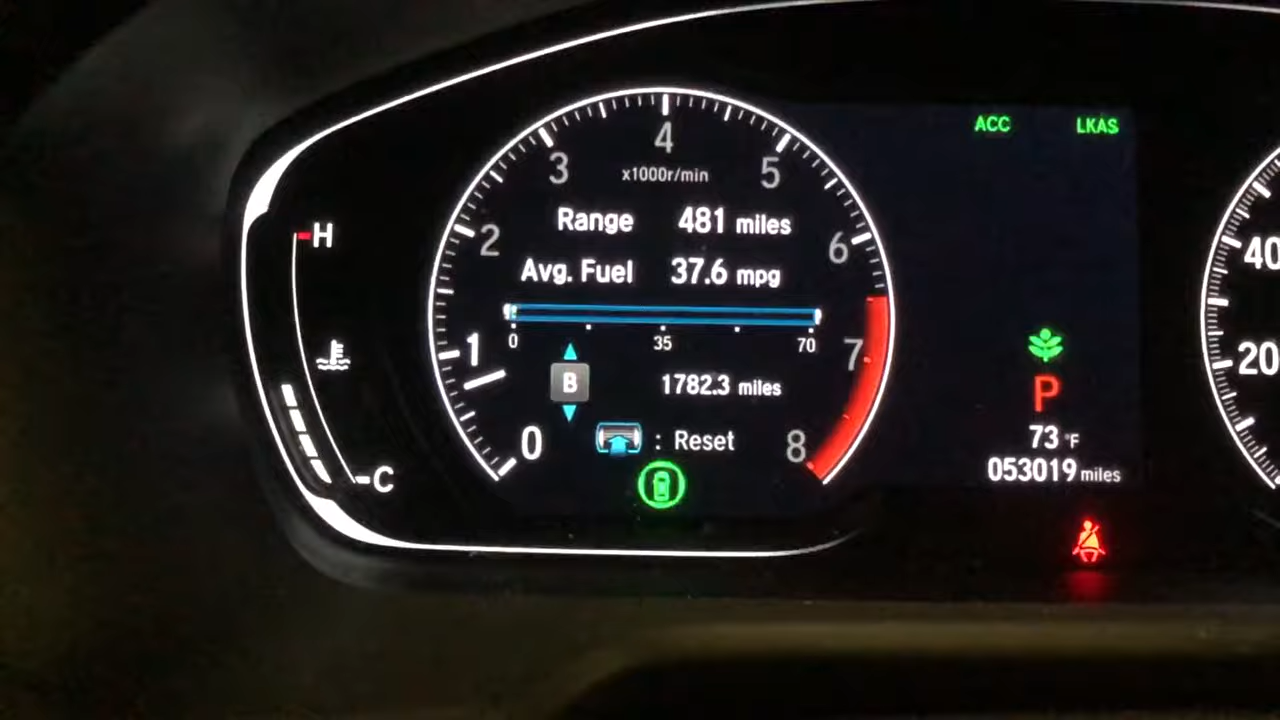 ACC LKAS
4
3 5
x1000r/min
Range 481 miles
2 6
Avg. Fuel 37.6 mpg
H
0 35 70
1 7
B 1782.3 miles
: Reset
0 8
C
P
73 °F
053019 miles
40
20